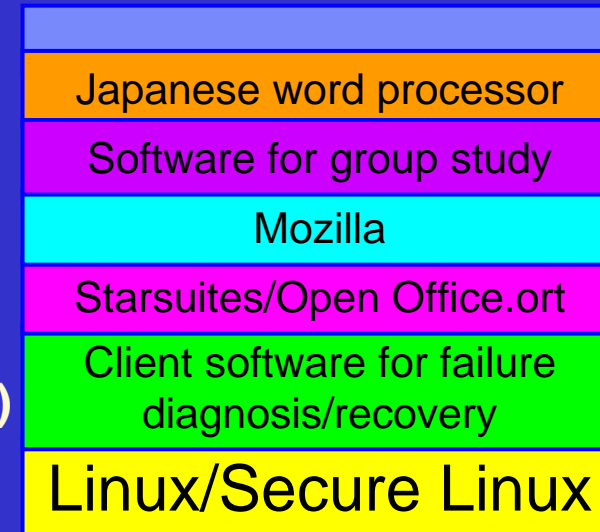 Japanese word processor
Software for group study
Mozilla
Starsuites/Open Office.ort
Client software for failure
diagnosis/recovery
)
Linux/Secure Linux